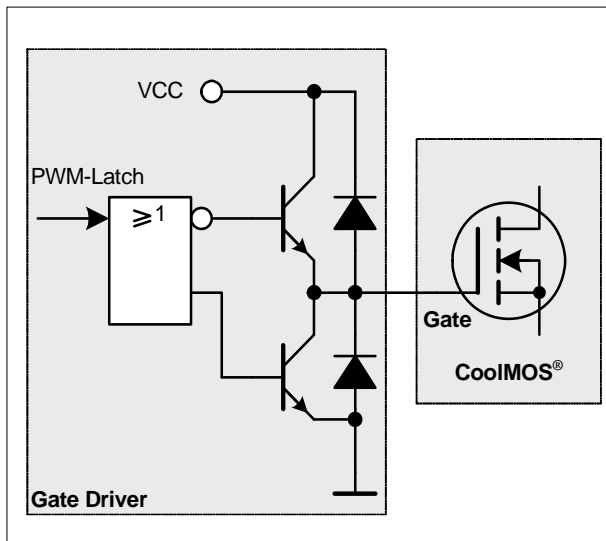 VCC
PWM-Latch
≥1
Gate
CoolMOS®
Gate Driver